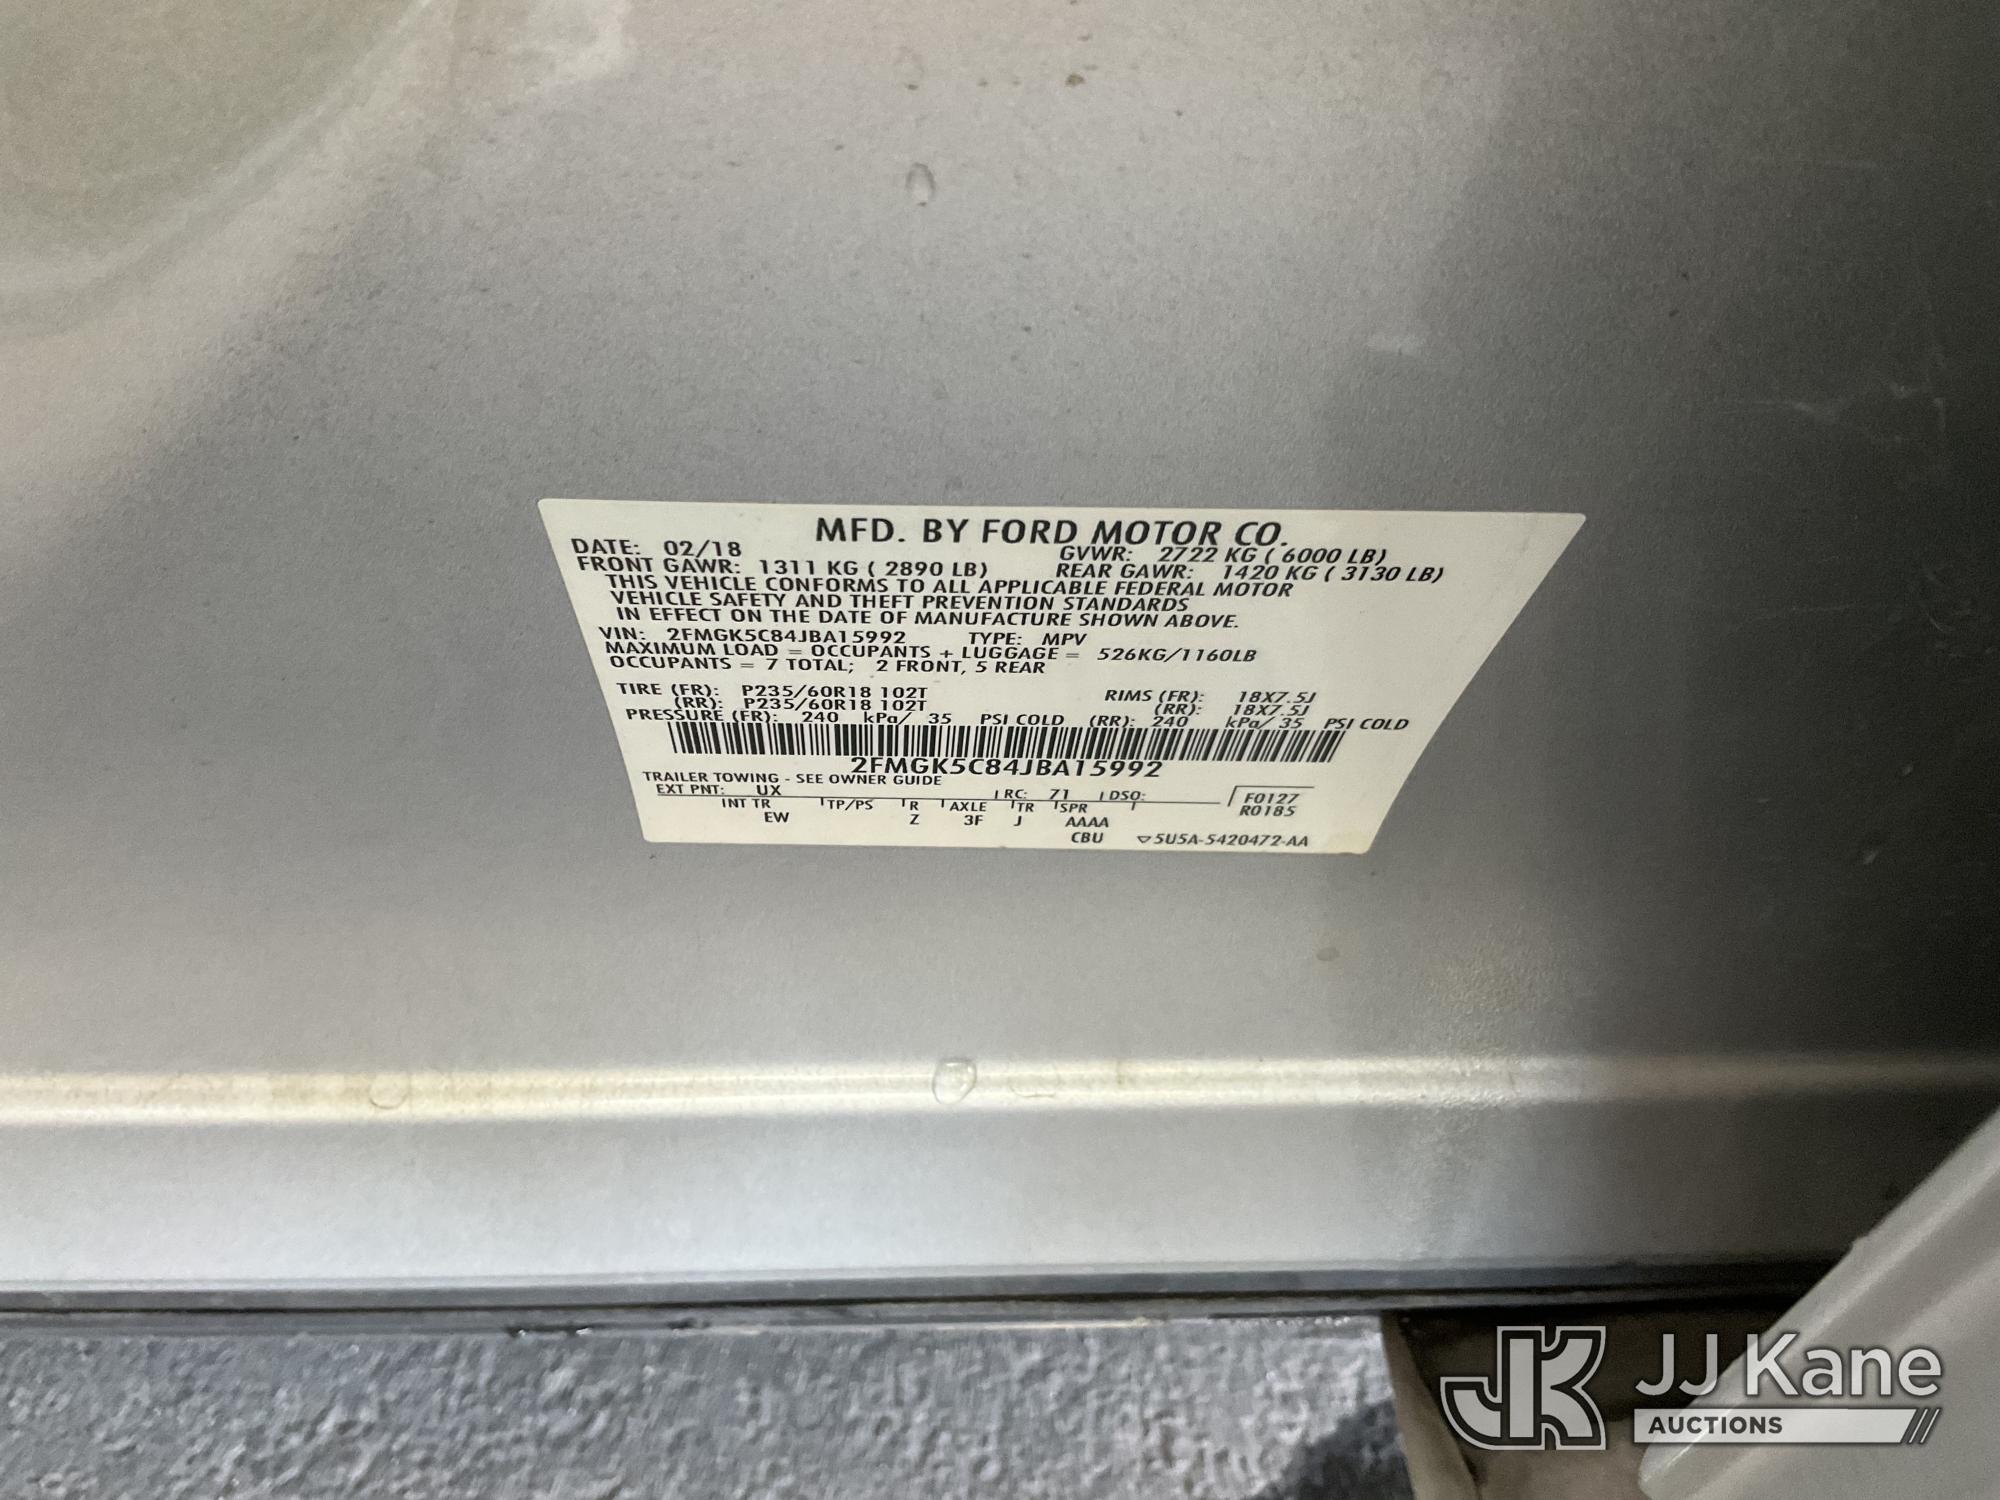 MFD. BY FORD MOTOR CO.
DATE: 02/18 GVWR: 2722 KG ( 6000 LB)
FRONT GAWR: 1311 KG ( 2890 LB) REAR GAWR: 1420 KG ( 3130 LB)
THIS VEHICLE CONFORMS TO ALL APPLICABLE FEDERAL MOTOR
VEHICLE SAFETY AND THEFT PREVENTION STANDARDS
IN EFFECT ON THE DATE OF MANUFACTURE SHOWN ABOVE.
VIN: 2FMGK5C84JBA15992 TYPE: MPV
MAXIMUM LOAD = OCCUPANTS + LUGGAGE = 526KG/1160LB
OCCUPANTS = 7 TOTAL; 2 FRONT, 5 REAR
TIRE (FR): P235/60R18 102T RIMS (FR): 18X7.5J
(RR): P235/60R18 102T (RR): 18X7.5J
PRESSURE (FR): 240 kPa/ 35 PSI COLD (RR): 240 kPa/ 35 PSI COLD
2FMGK5C84JBA15992
TRAILER TOWING - SEE OWNER GUIDE
EXT PNT: UX RC: 71 DSO: F0127
INT TR TP/PS R AXLE TR SPR R0185
EW Z 3F J AAAA
CBU ▽5U5A-5420472-AA
JK JJ Kane
AUCTIONS